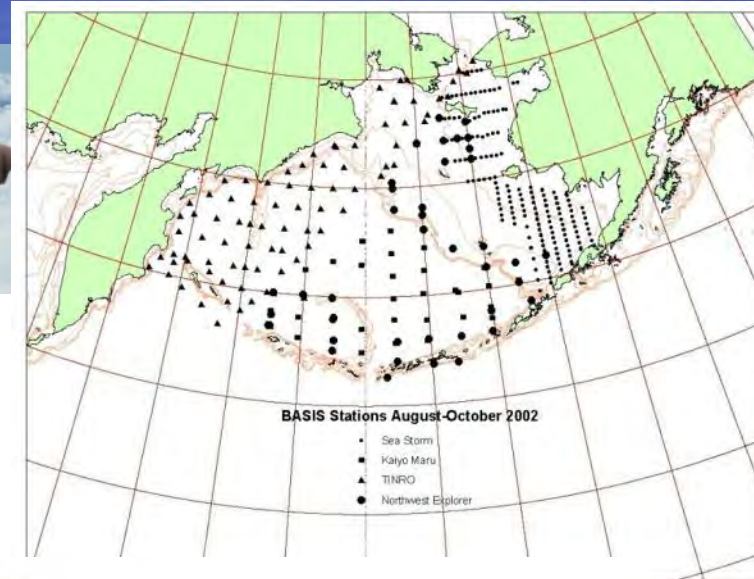 BASIS Stations August-October 2002
Sea Storm
Kaiyo Maru
TINRO
Northwest Explorer